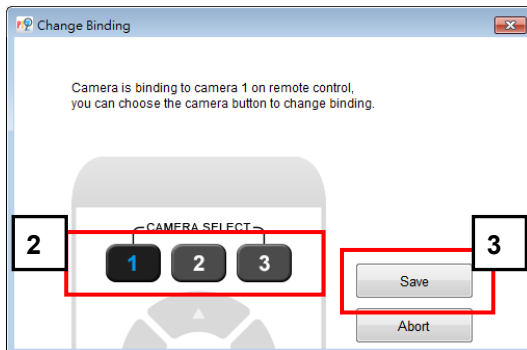 Change Binding
Camera is binding to camera 1 on remote control,
you can choose the camera button to change binding.
2
CAMERA SELECT
1 2 3
3
Save
Abort